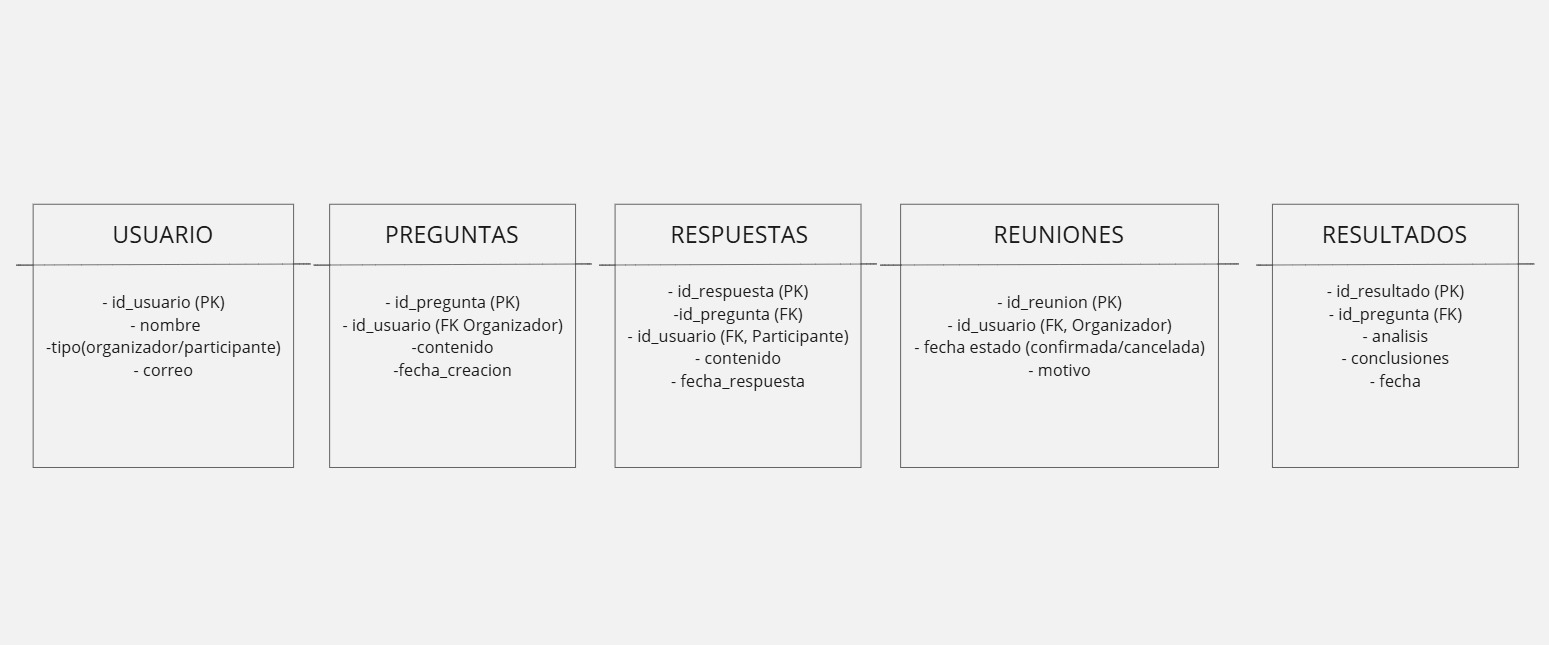 USUARIO
- id_usuario (PK)
- nombre
-tipo(organizador/participante)
- correo
PREGUNTAS
- id_pregunta (PK)
- id_usuario (FK Organizador)
-contenido
-fecha_creacion
RESPUESTAS
- id_respuesta (PK)
-id_pregunta (FK)
- id_usuario (FK, Participante)
- contenido
- fecha_respuesta
REUNIONES
- id_reunion (PK)
- id_usuario (FK, Organizador)
- fecha estado (confirmada/cancelada)
- motivo
RESULTADOS
- id_resultado (PK)
- id_pregunta (FK)
- analisis
- conclusiones
- fecha